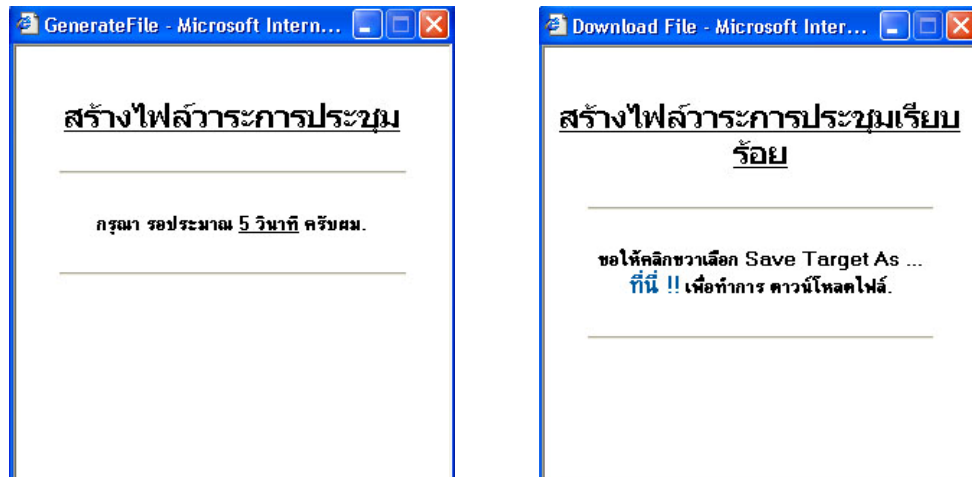 GenerateFile - Microsoft Intern...
สร้างไฟล์วาระการประชุม
กรุณา รอประมาณ 5 วินาที ครับผม.
Download File - Microsoft Inter...
สร้างไฟล์วาระการประชุมเรียบ
ร้อย
ขอให้คลิกขวาเลือก Save Target As ...
ที่นี่ !! เพื่อทำการ ดาวน์โหลดไฟล์.